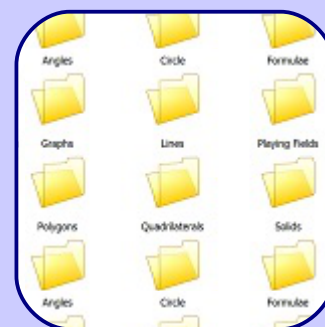 Angles Circle Formulae
Graphs Lines Playing Fields
Polygons Quadrilaterals Solids
Angles Circle Formulae